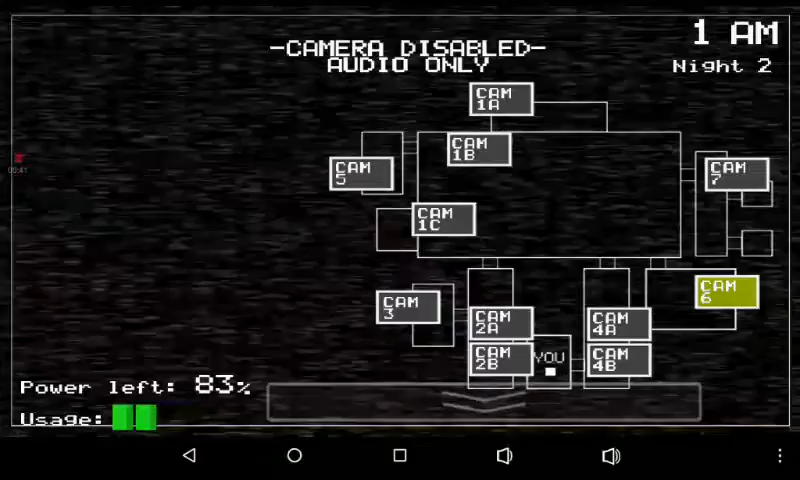 1 AM
-CAMERA DISABLED-
AUDIO ONLY
Night 2
CAM
1A
CAM
1B
CAM
5
CAM
7
CAM
1C
CAM
6
CAM
3
CAM
2A
CAM
4A
CAM
2B
YOU
CAM
4B
Power left: 83%
Usage: